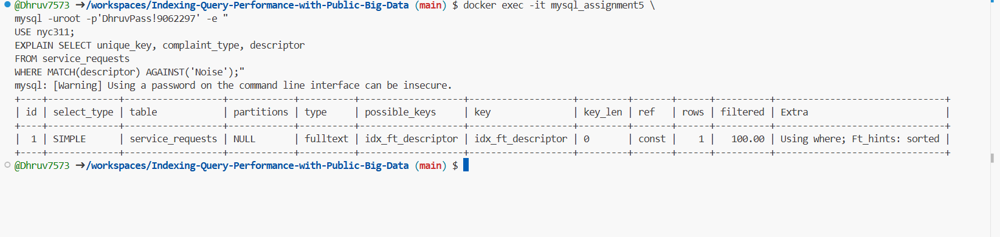 @Dhruv7573 ➜/workspaces/Indexing-Query-Performance-with-Public-Big-Data (main) $ docker exec -it mysql_assignment5 \
mysql -uroot -p'DhruvPass!9062297' -e "
USE nyc311;
EXPLAIN SELECT unique_key, complaint_type, descriptor
FROM service_requests
WHERE MATCH(descriptor) AGAINST('Noise');"
mysql: [Warning] Using a password on the command line interface can be insecure.
+----+-------------+------------------+------------+----------+-------------------+-------------------+---------+-------+------+----------+-------------------------------+
| id | select_type | table            | partitions | type     | possible_keys     | key               | key_len | ref   | rows | filtered | Extra                         |
+----+-------------+------------------+------------+----------+-------------------+-------------------+---------+-------+------+----------+-------------------------------+
|  1 | SIMPLE      | service_requests | NULL       | fulltext | idx_ft_descriptor | idx_ft_descriptor | 0       | const |    1 |   100.00 | Using where; Ft_hints: sorted |
+----+-------------+------------------+------------+----------+-------------------+-------------------+---------+-------+------+----------+-------------------------------+
@Dhruv7573 ➜/workspaces/Indexing-Query-Performance-with-Public-Big-Data (main) $